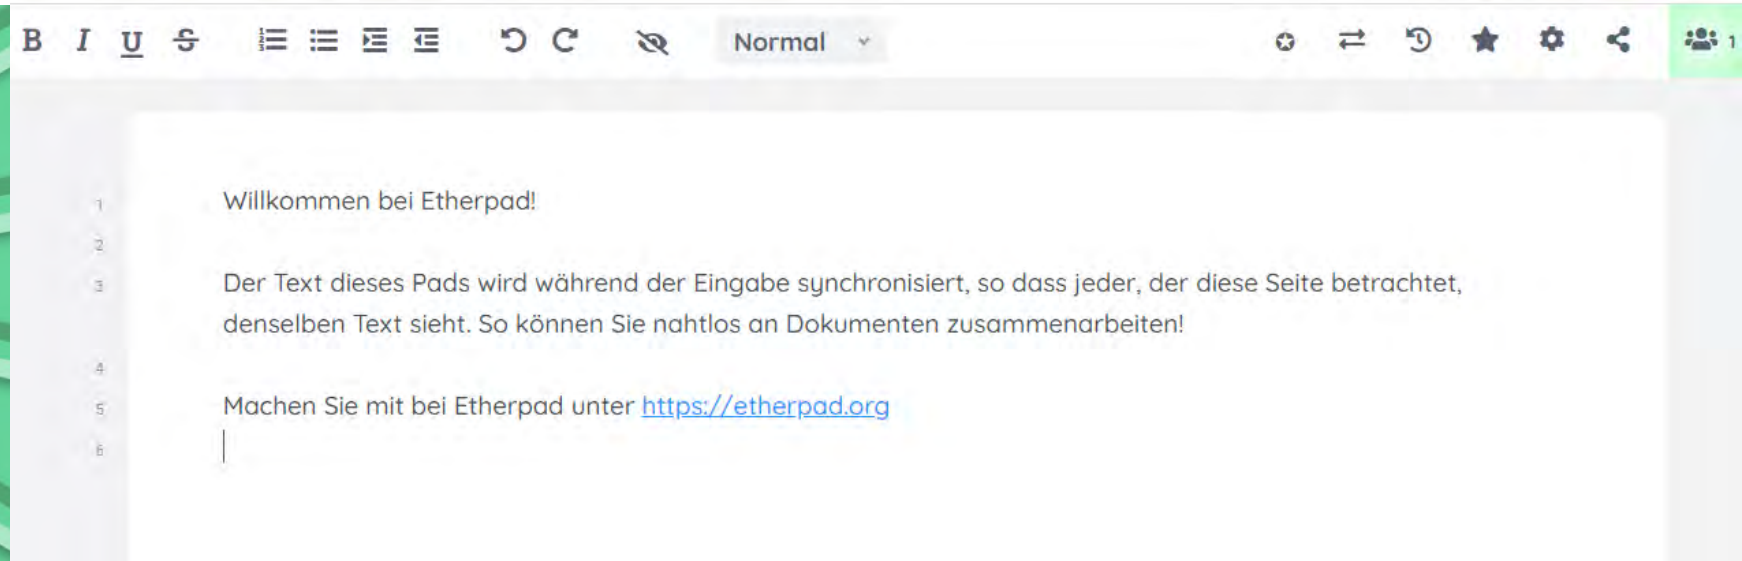 B I U S Normal 1
1 Willkommen bei Etherpad!
2
3 Der Text dieses Pads wird während der Eingabe synchronisiert, so dass jeder, der diese Seite betrachtet,
denselben Text sieht. So können Sie nahtlos an Dokumenten zusammenarbeiten!
4
5 Machen Sie mit bei Etherpad unter https://etherpad.org
6